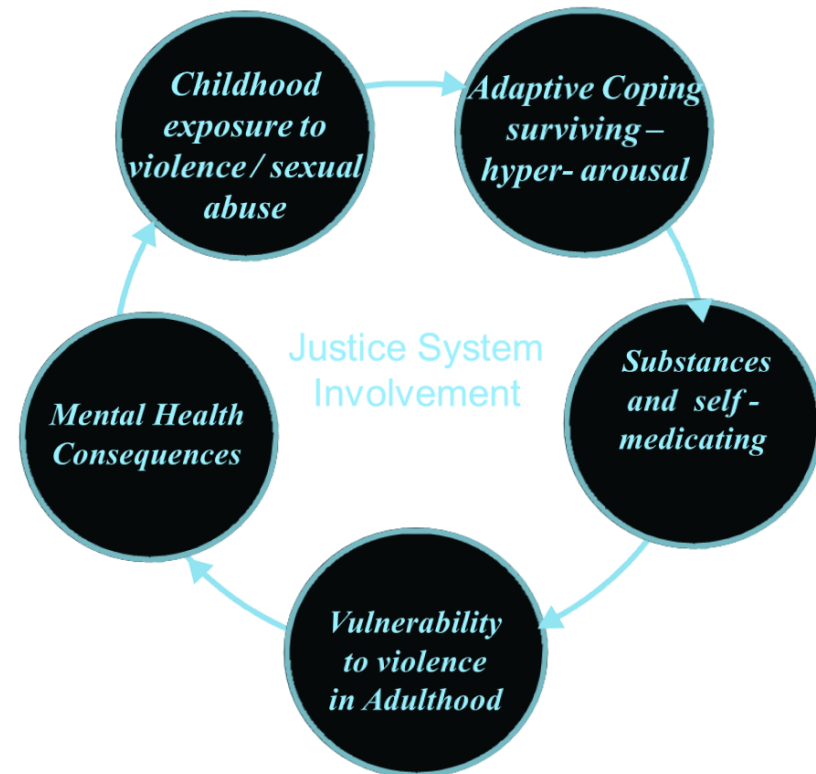 Childhood
exposure to
violence / sexual
abuse
Adaptive Coping
surviving –
hyper- arousal
Substances
and self -
medicating
Vulnerability
to violence
in Adulthood
Mental Health
Consequences
Justice System
Involvement